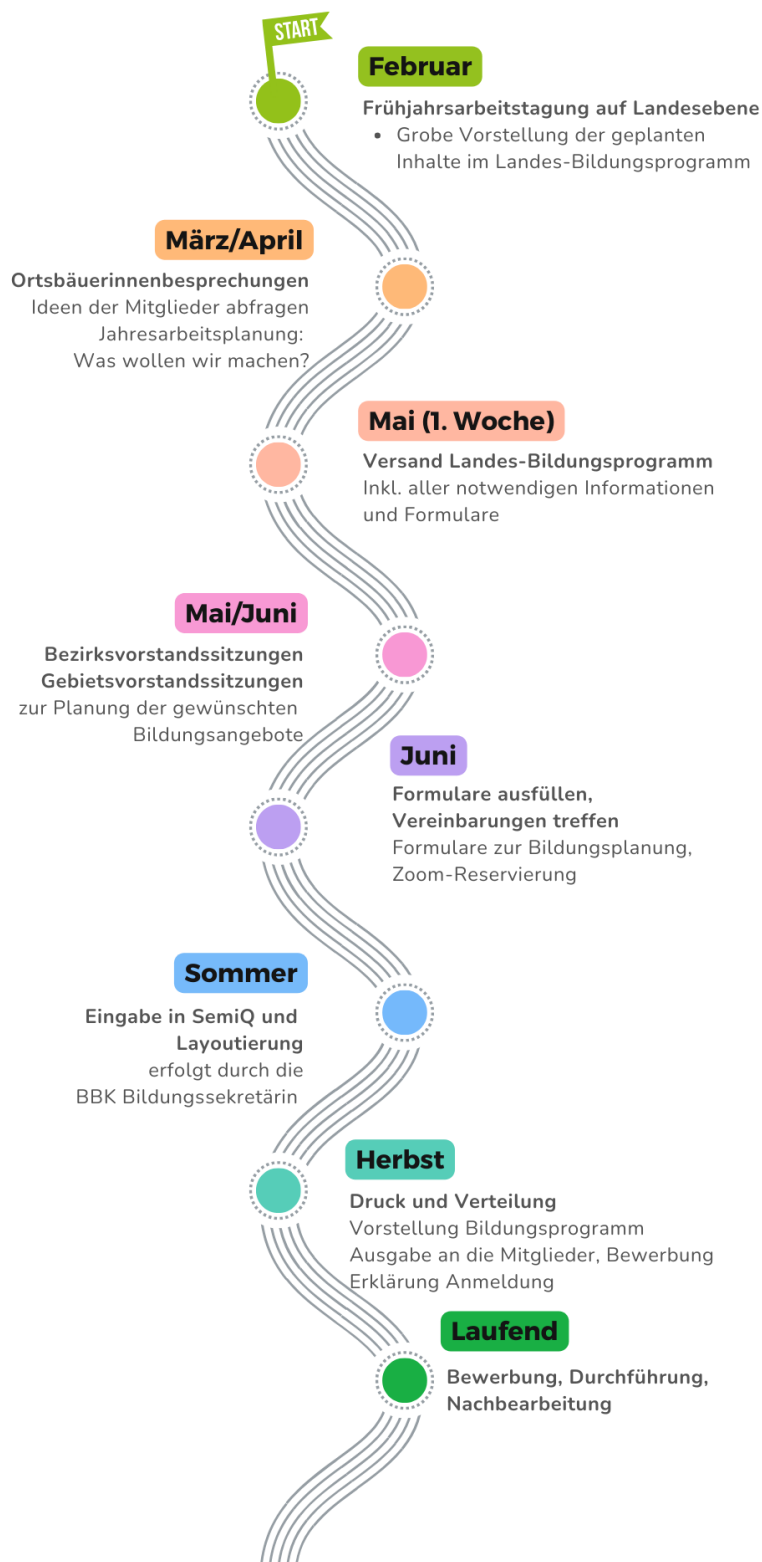 START
Februar
Frühjahrsarbeitstagung auf Landesebene
• Grobe Vorstellung der geplanten
Inhalte im Landes-Bildungsprogramm
März/April
Ortsbäuerinnenbesprechungen
Ideen der Mitglieder abfragen
Jahresarbeitsplanung:
Was wollen wir machen?
Mai (1. Woche)
Versand Landes-Bildungsprogramm
Inkl. aller notwendigen Informationen
und Formulare
Mai/Juni
Bezirksvorstandssitzungen
Gebietsvorstandssitzungen
zur Planung der gewünschten
Bildungsangebote
Juni
Formulare ausfüllen,
Vereinbarungen treffen
Formulare zur Bildungsplanung,
Zoom-Reservierung
Sommer
Eingabe in SemiQ und
Layoutierung
erfolgt durch die
BBK Bildungssekretärin
Herbst
Druck und Verteilung
Vorstellung Bildungsprogramm
Ausgabe an die Mitglieder, Bewerbung
Erklärung Anmeldung
Laufend
Bewerbung, Durchführung,
Nachbearbeitung